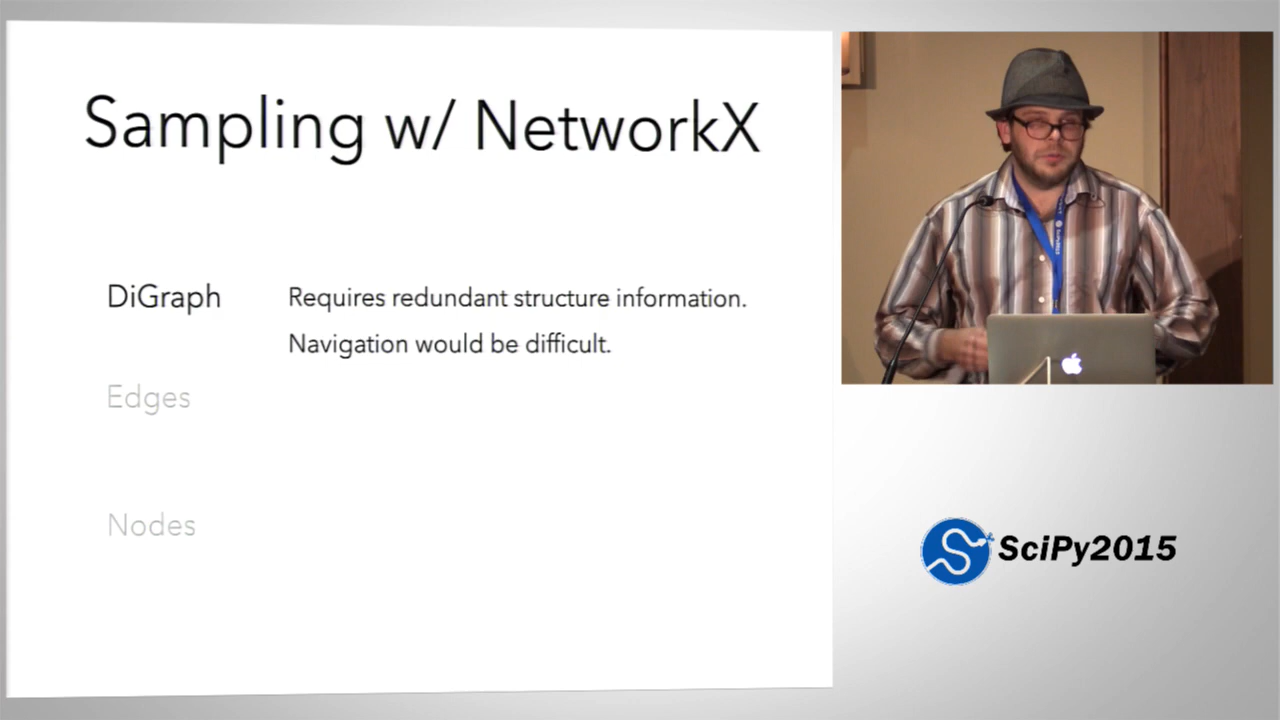 Sampling w/ NetworkX
DiGraph
Requires redundant structure information.
Navigation would be difficult.
Edges
Nodes
SciPy2015